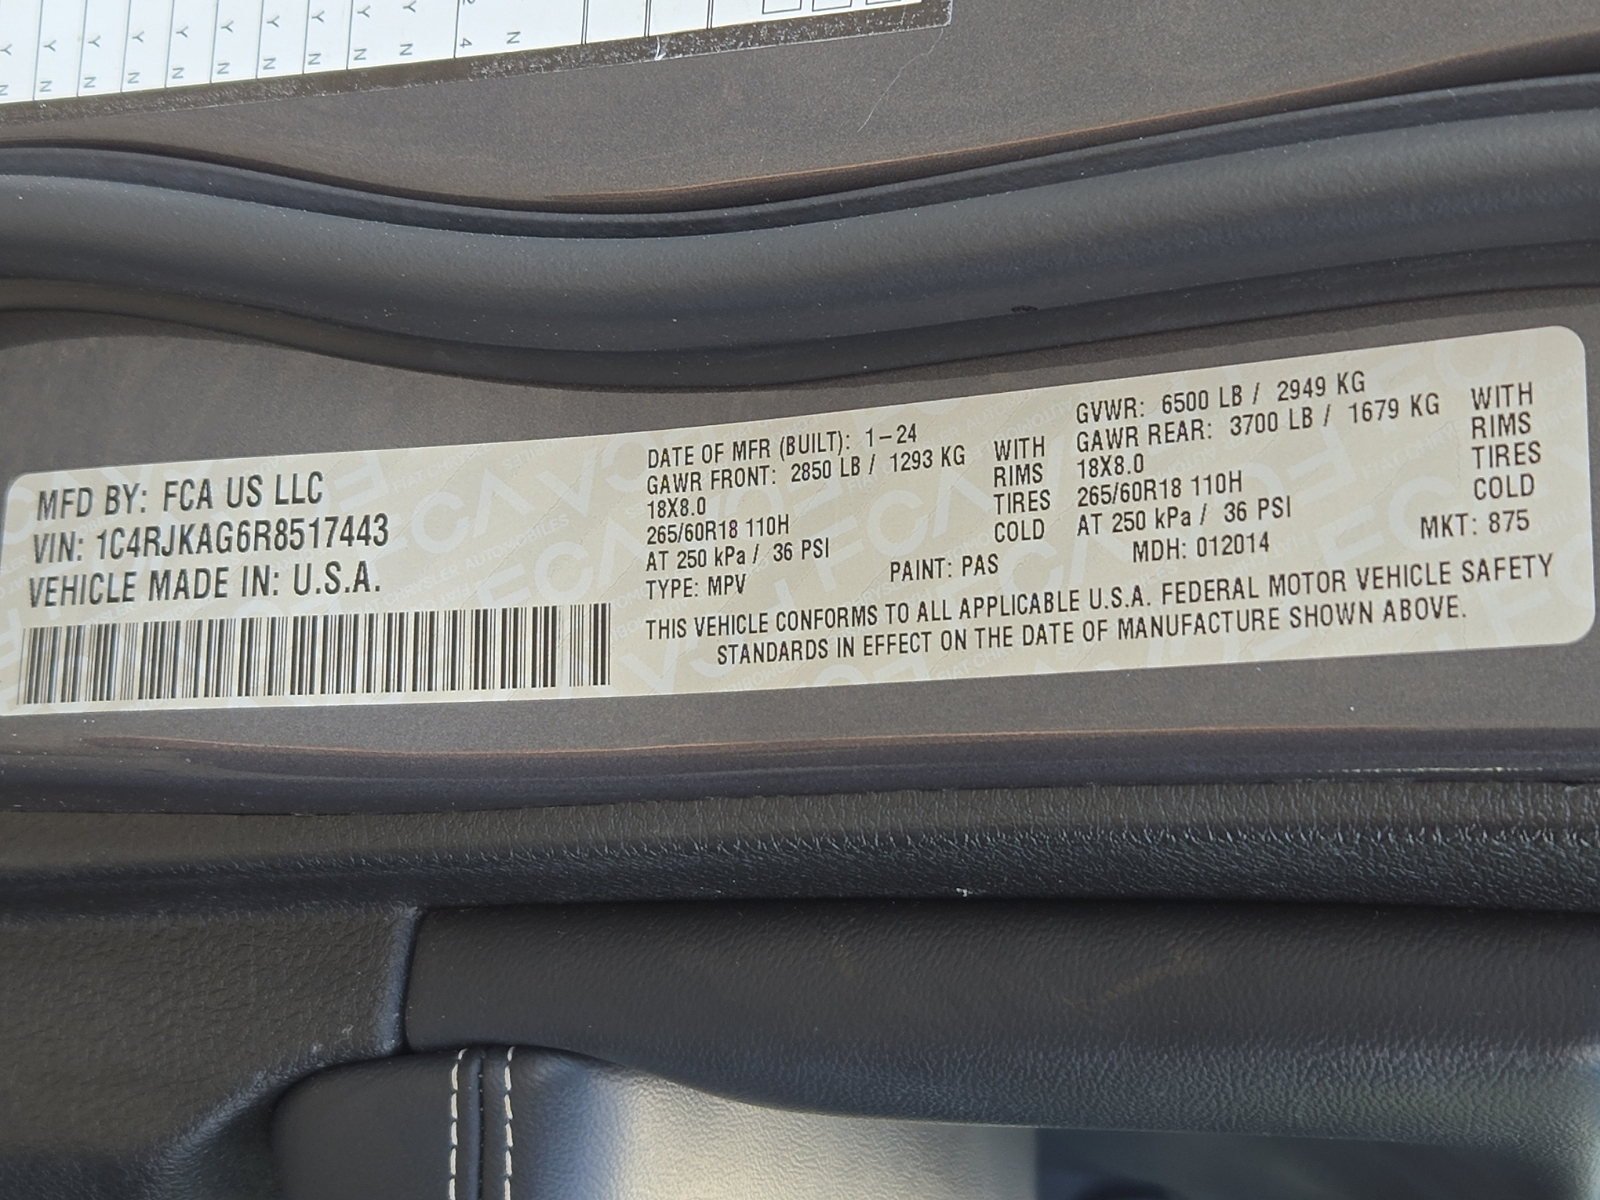 Y Y Y Y Y Y Y Y Y
N N N N N N N N N N 4 N
MFD BY: FCA US LLC
VIN: 1C4RJKAG6R8517443
VEHICLE MADE IN: U.S.A.
DATE OF MFR (BUILT): 1-24
GAWR FRONT: 2850 LB / 1293 KG WITH
18X8.0 RIMS
265/60R18 110H TIRES
AT 250 kPa / 36 PSI COLD
TYPE: MPV PAINT: PAS
GVWR: 6500 LB / 2949 KG
GAWR REAR: 3700 LB / 1679 KG WITH
18X8.0 RIMS
265/60R18 110H TIRES
AT 250 kPa / 36 PSI COLD
MDH: 012014 MKT: 875
THIS VEHICLE CONFORMS TO ALL APPLICABLE U.S.A. FEDERAL MOTOR VEHICLE SAFETY
STANDARDS IN EFFECT ON THE DATE OF MANUFACTURE SHOWN ABOVE.